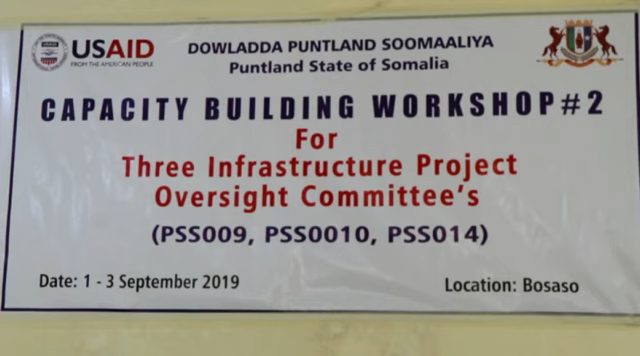 USAID
FROM THE AMERICAN PEOPLE
DOWLADDA PUNTLAND SOOMAALIYA
Puntland State of Somalia
CAPACITY BUILDING WORKSHOP#2
For
Three Infrastructure Project
Oversight Committee's
(PSS009, PSS0010, PSS014)
Date: 1 - 3 September 2019
Location: Bosaso